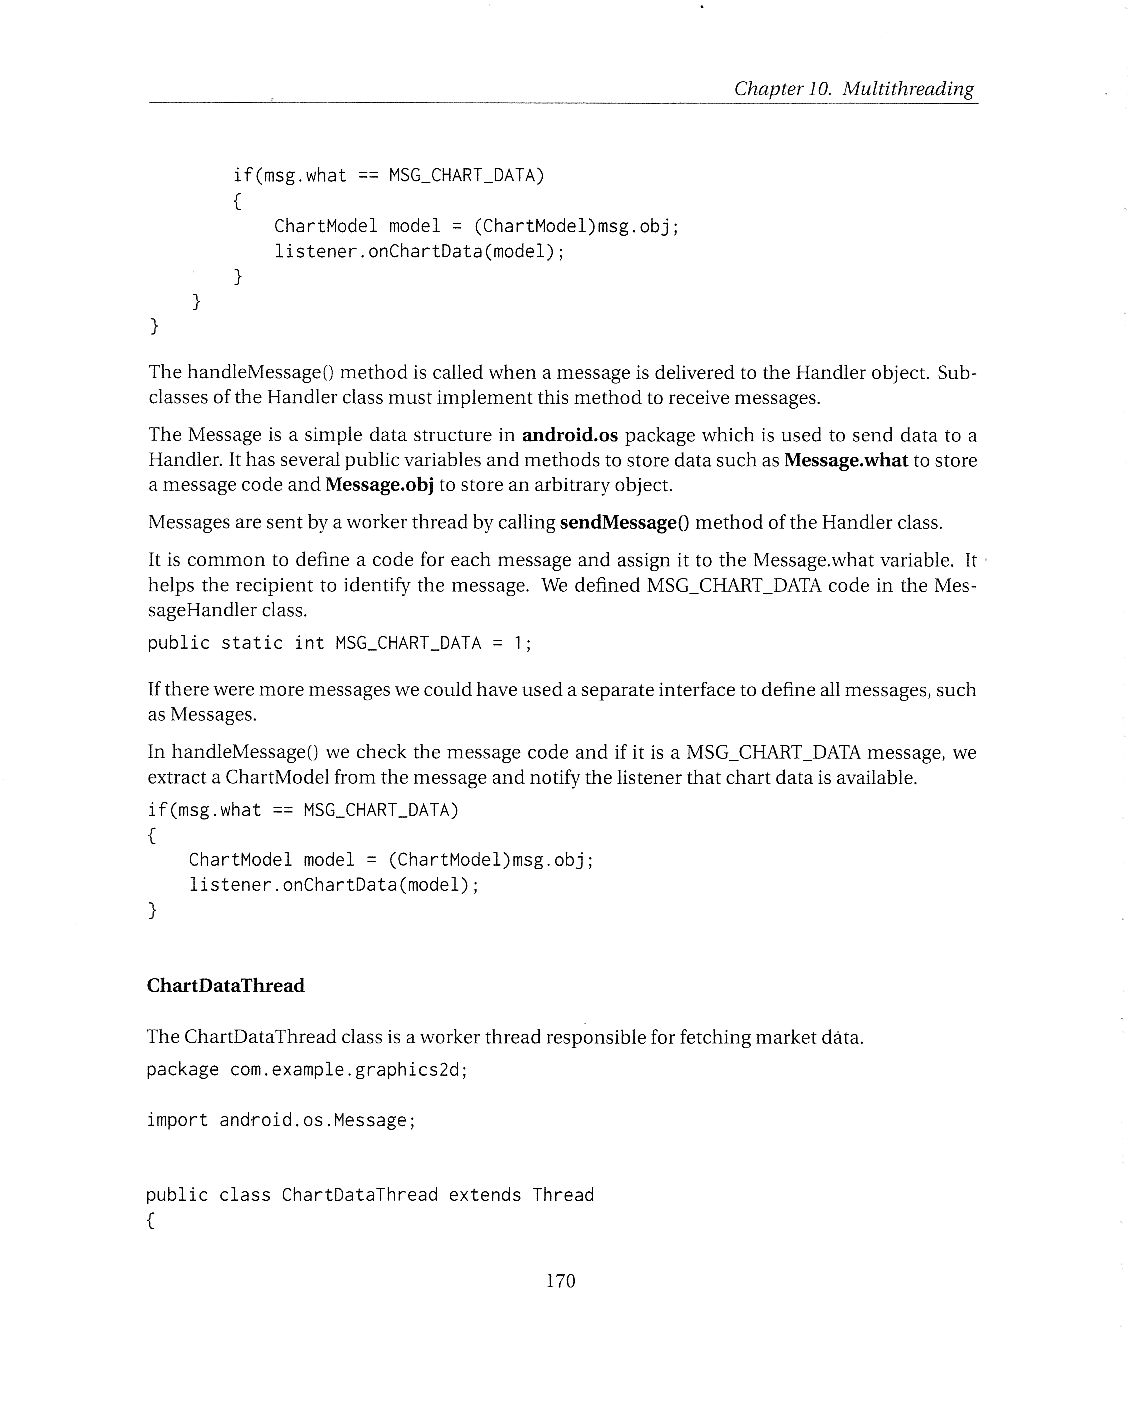 Chapter 10. Multithreading
if(msg.what == MSG_CHART_DATA)
{
ChartModel model = (ChartModel)msg.obj;
listener.onChartData(model);
}
}
}
The handleMessage() method is called when a message is delivered to the Handler object. Sub-
classes of the Handler class must implement this method to receive messages.
The Message is a simple data structure in android.os package which is used to send data to a
Handler. It has several public variables and methods to store data such as Message.what to store
a message code and Message.obj to store an arbitrary object.
Messages are sent by a worker thread by calling sendMessage() method of the Handler class.
It is common to define a code for each message and assign it to the Message.what variable. It
helps the recipient to identify the message. We defined MSG_CHART_DATA code in the Mes-
sageHandler class.
public static int MSG_CHART_DATA = 1;
If there were more messages we could have used a separate interface to define all messages, such
as Messages.
In handleMessage() we check the message code and if it is a MSG_CHART_DATA message, we
extract a ChartModel from the message and notify the listener that chart data is available.
if(msg.what == MSG_CHART_DATA)
{
ChartModel model = (ChartModel)msg.obj;
listener.onChartData(model);
}
ChartDataThread
The ChartDataThread class is a worker thread responsible for fetching market data.
package com.example.graphics2d;
import android.os.Message;
public class ChartDataThread extends Thread
{
170